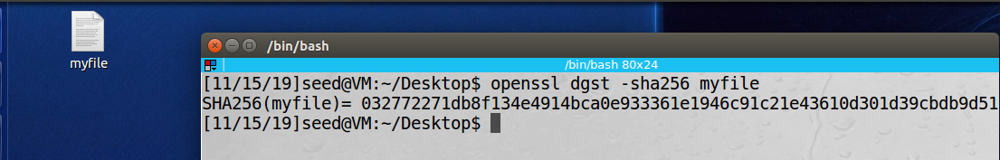 myfile
/bin/bash
/bin/bash 80x24
[11/15/19]seed@VM:~/Desktop$ openssl dgst -sha256 myfile
SHA256(myfile)= 032772271db8f134e4914bca0e933361e1946c91c21e43610d301d39cbdb9d51
[11/15/19]seed@VM:~/Desktop$